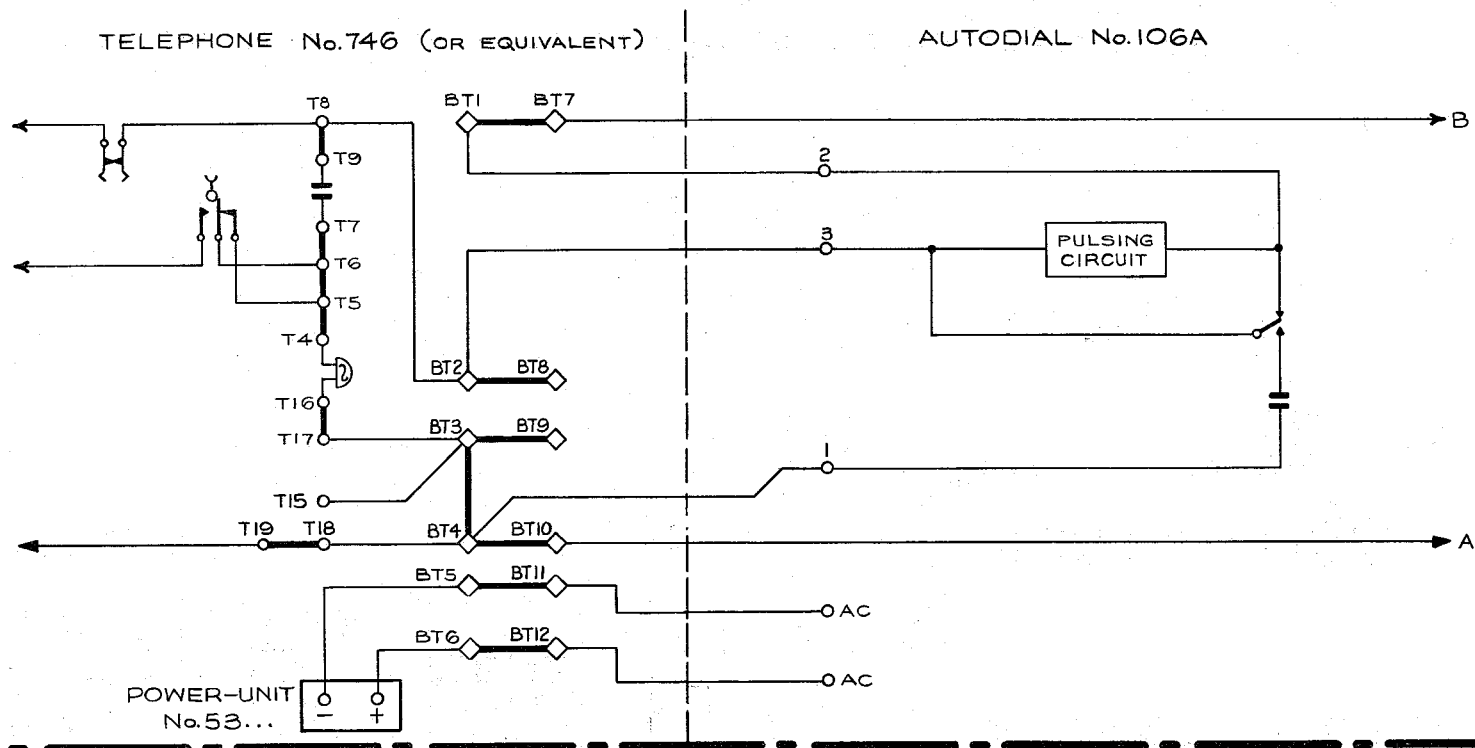 TELEPHONE No.746 (OR EQUIVALENT)
AUTODIAL No.106A
T8
BT1
BT7
B
T9
2
T7
3
PULSING
CIRCUIT
T6
T5
T4
BT2
BT8
T16
T17
BT3
BT9
1
T15
T19
T18
BT4
BT10
A
BT5
BT11
AC
BT6
BT12
AC
POWER-UNIT
No.53...
-
+